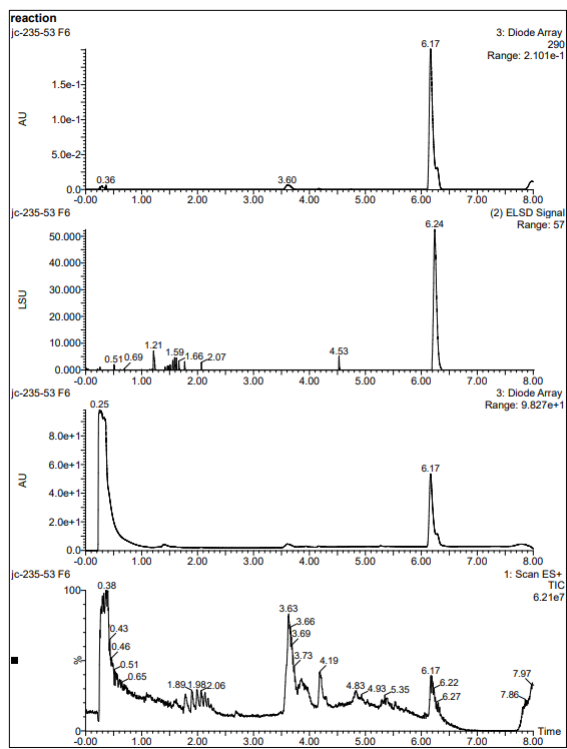 reaction
jc-235-53 F6
3: Diode Array
290
Range: 2.101e-1
6.17
1.5e-1
1.0e-1
AU
5.0e-2
0.36
3.60
0.0
-0.00 1.00 2.00 3.00 4.00 5.00 6.00 7.00 8.00
jc-235-53 F6
(2) ELSD Signal
Range: 57
6.24
50.000
40.000
30.000
LSU
20.000
10.000
0.51 0.69 1.21 1.59 1.66 2.07 4.53
0.000
-0.00 1.00 2.00 3.00 4.00 5.00 6.00 7.00 8.00
jc-235-53 F6
3: Diode Array
Range: 9.827e+1
0.25
8.0e+1
6.0e+1
6.17
AU
4.0e+1
2.0e+1
0.0
-0.00 1.00 2.00 3.00 4.00 5.00 6.00 7.00 8.00
jc-235-53 F6
1: Scan ES+
TIC
6.21e7
100
0.38
3.63
0.43
3.66
0.46
3.69
0.51
3.73
0.65
4.19
6.17
7.97
%
1.89 1.98 2.06
4.83 4.93 5.35
6.22
7.86
6.27
0
Time
-0.00 1.00 2.00 3.00 4.00 5.00 6.00 7.00 8.00